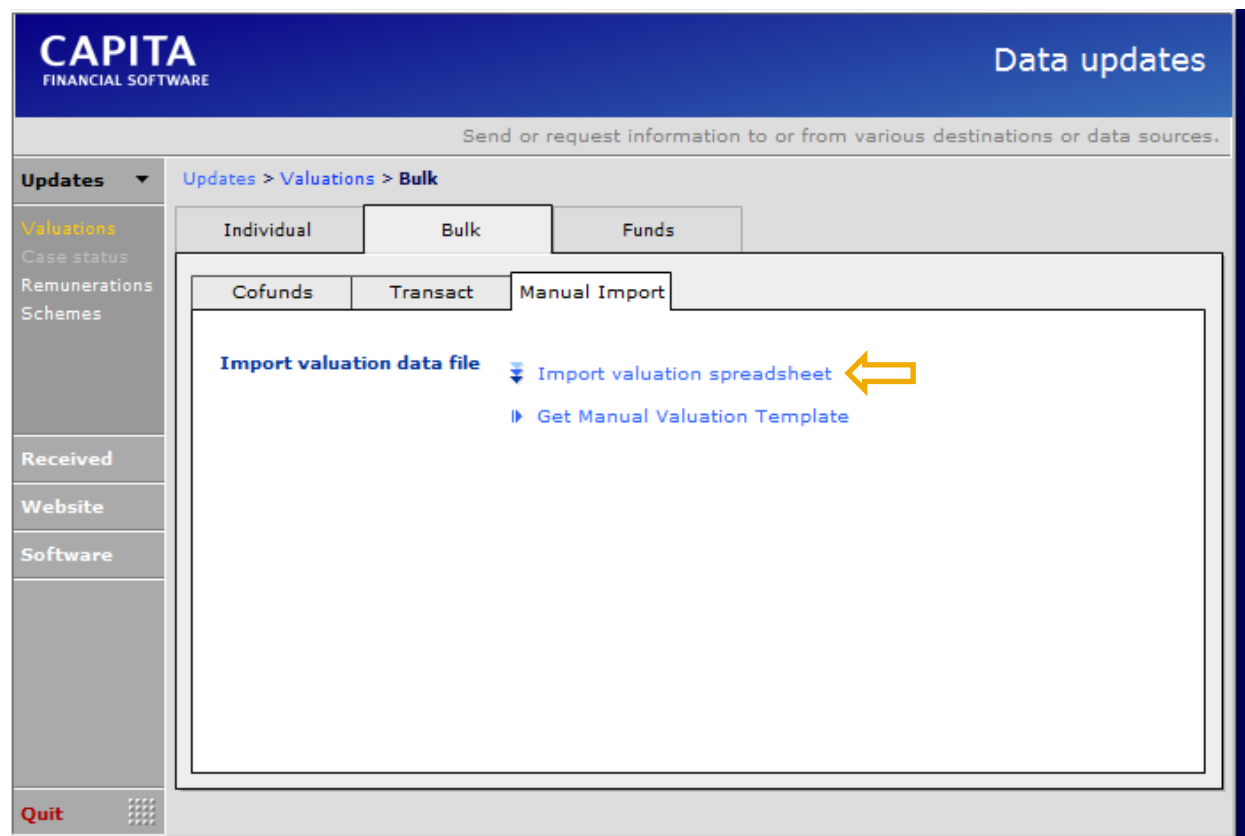 CAPITA
FINANCIAL SOFTWARE
Data updates
Send or request information to or from various destinations or data sources.
Updates
Updates > Valuations > Bulk
Valuations
Case status
Remunerations
Schemes
Individual
Bulk
Funds
Cofunds
Transact
Manual Import
Import valuation data file
Import valuation spreadsheet
Get Manual Valuation Template
Received
Website
Software
Quit